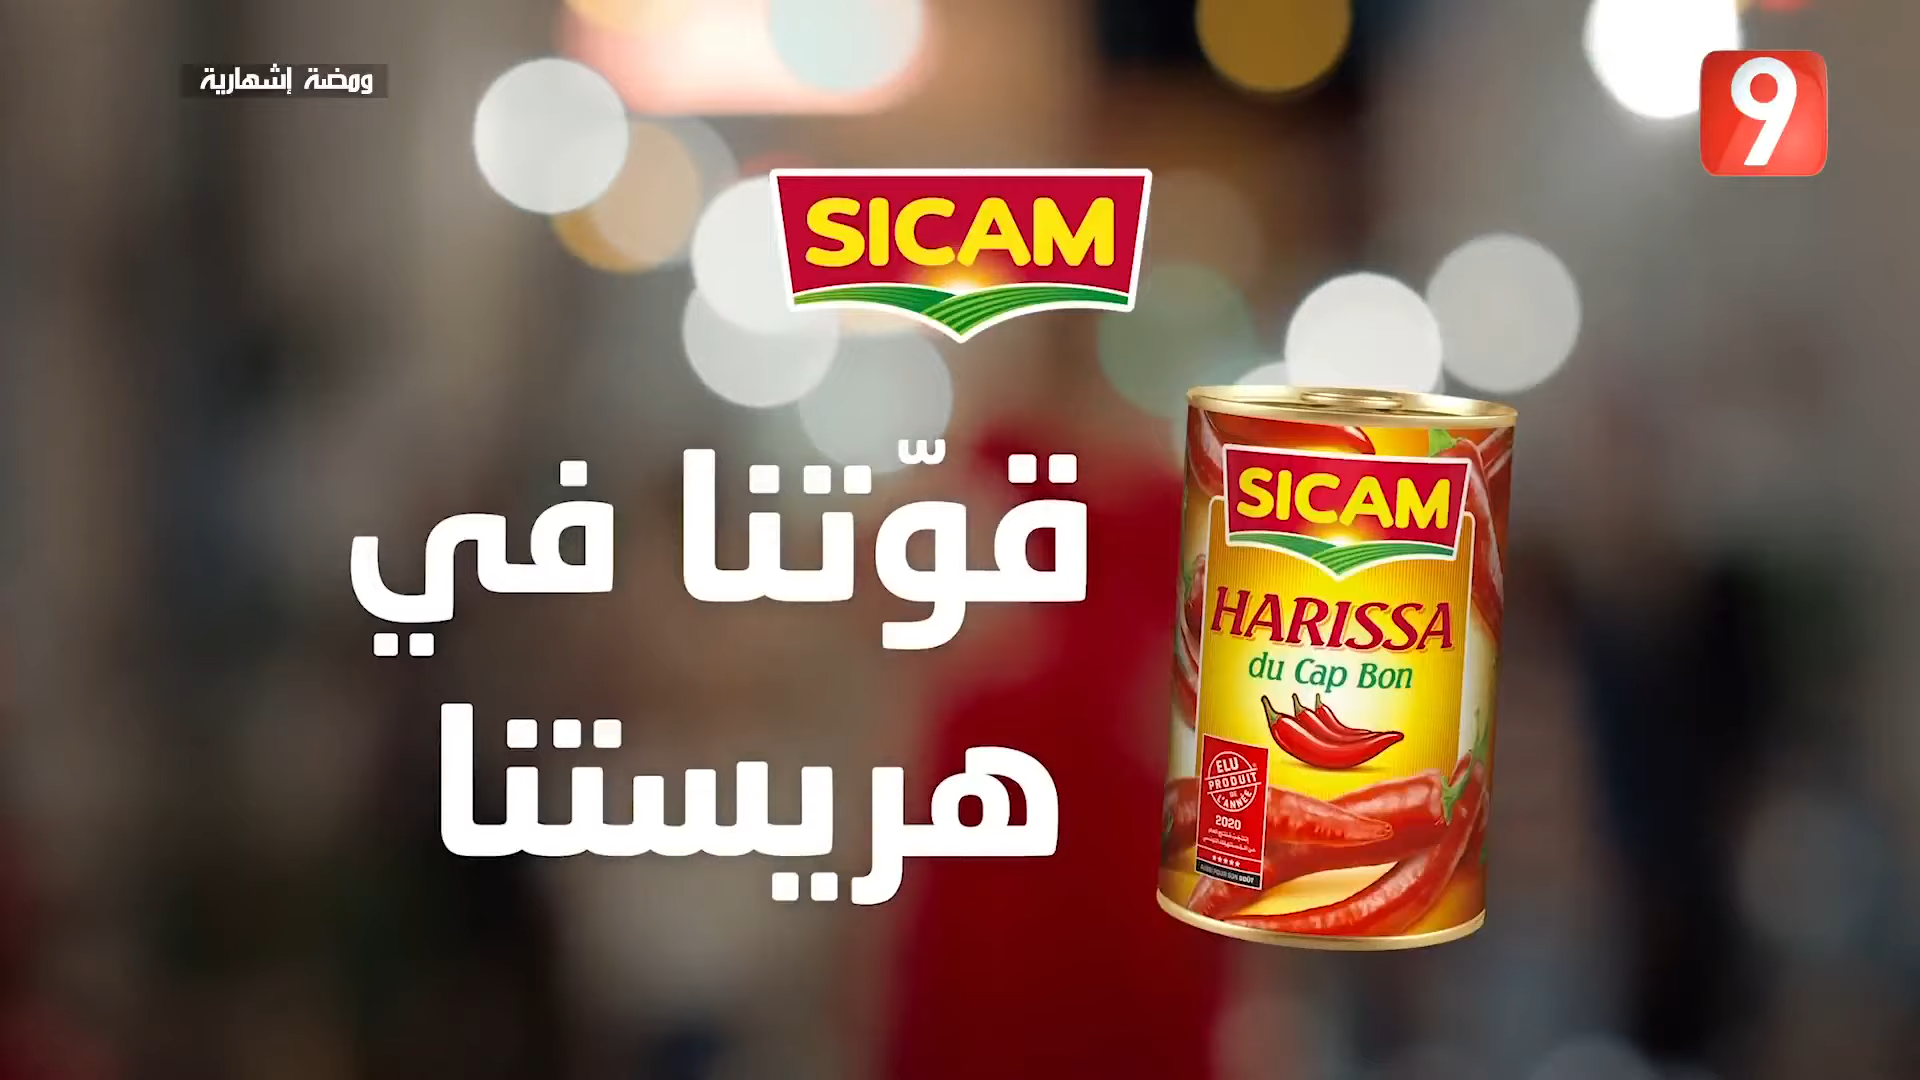 ومضة إشهارية
9
SICAM
قوّتنا في
هريستنا
SICAM
HARISSA
du Cap Bon
ELU
PRODUIT
DE
L'ANNÉE
2020